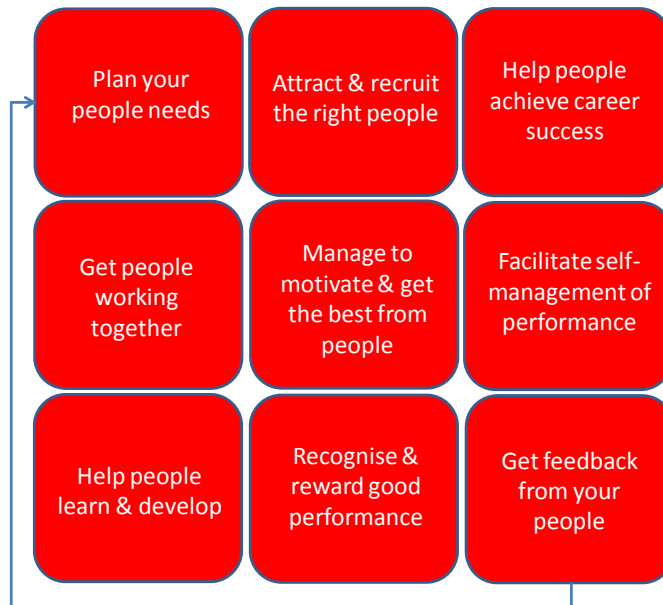 Plan your
people needs
Attract & recruit
the right people
Help people
achieve career
success
Get people
working
together
Manage to
motivate & get
the best from
people
Facilitate self-
management of
performance
Help people
learn & develop
Recognise &
reward good
performance
Get feedback
from your
people